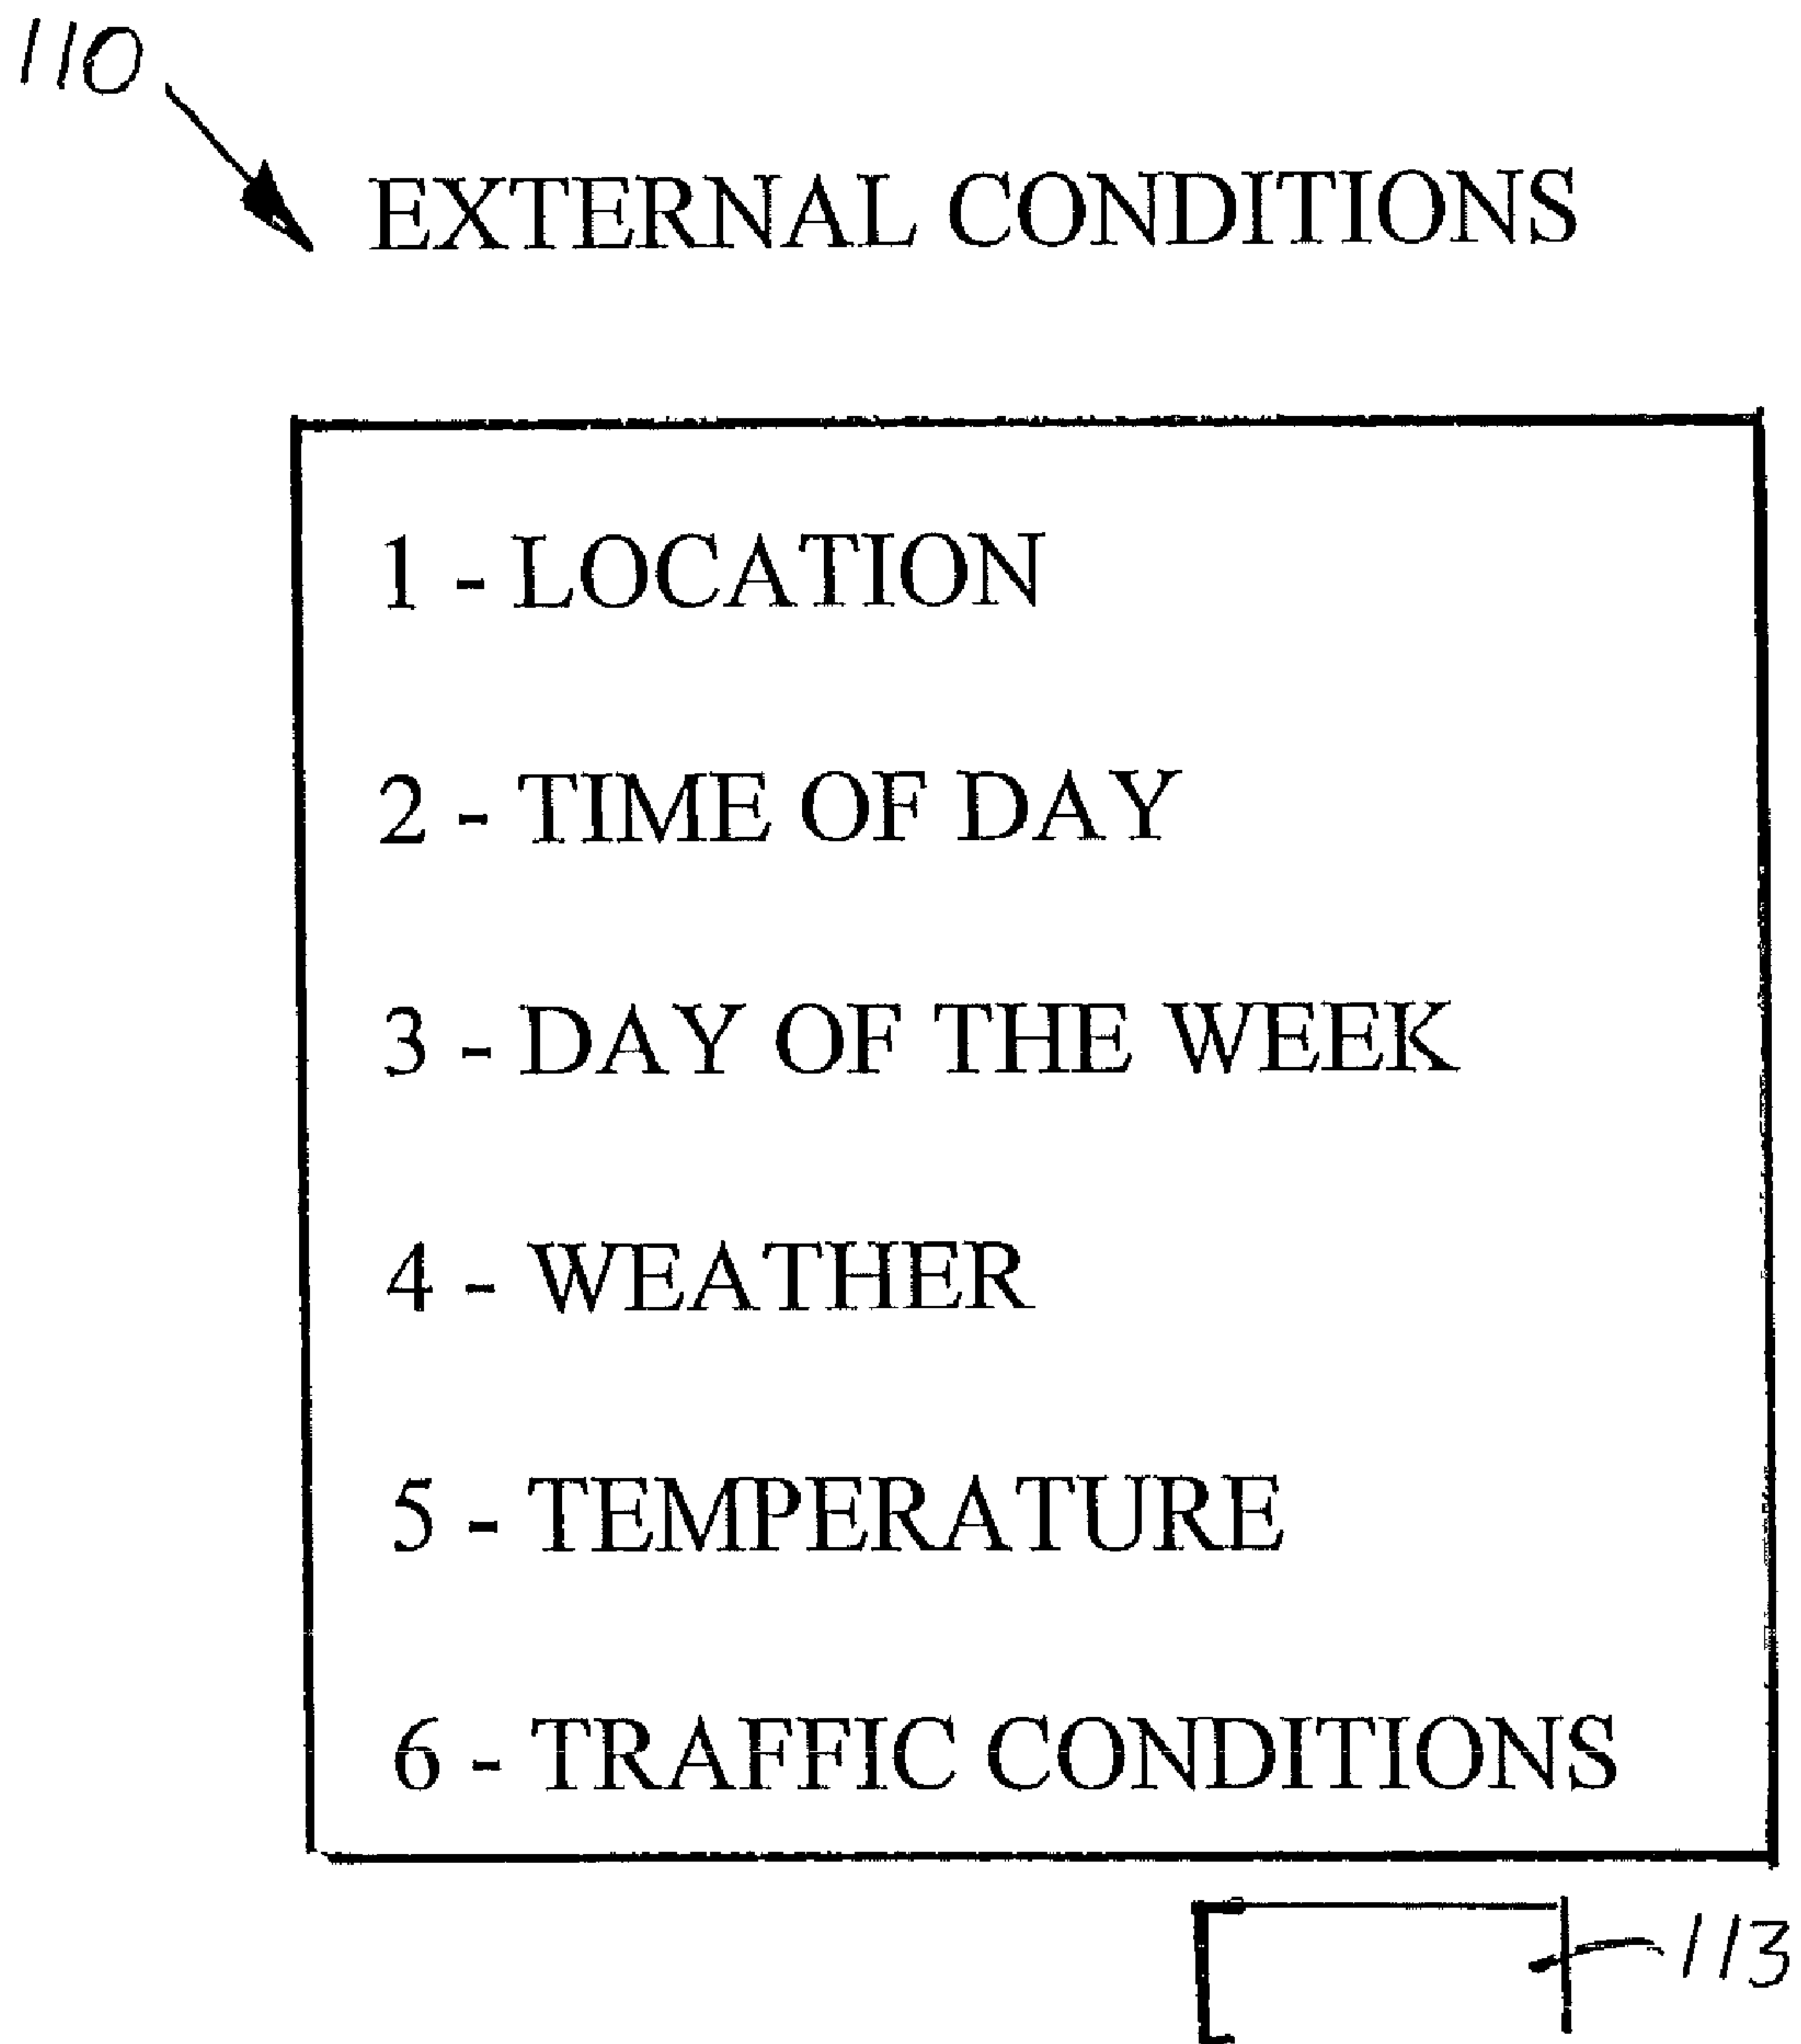 110
EXTERNAL CONDITIONS
1 - LOCATION
2 - TIME OF DAY
3 - DAY OF THE WEEK
4 - WEATHER
5 - TEMPERATURE
6 - TRAFFIC CONDITIONS
113